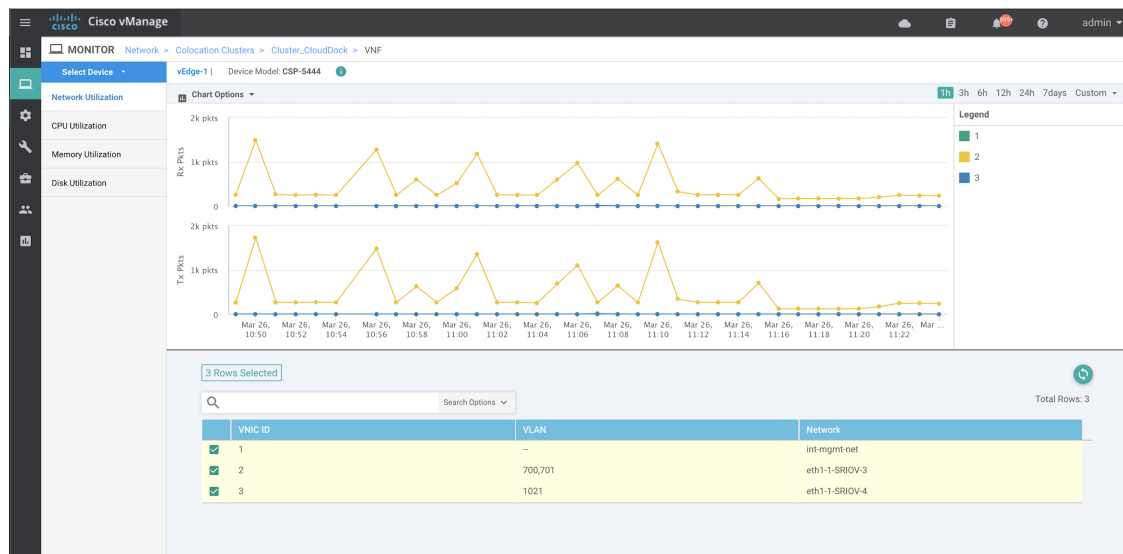 CISCO Cisco vManage
999+
admin
MONITOR Network > Colocation Clusters > Cluster_CloudDock > VNF
Select Device
vEdge-1 | Device Model: CSP-5444
Network Utilization
CPU Utilization
Memory Utilization
Disk Utilization
Chart Options
1h 3h 6h 12h 24h 7days Custom
Legend
1
2
3
Rx Pkts
2k pkts
1k pkts
0
Tx Pkts
2k pkts
1k pkts
0
Mar 26, 10:50
Mar 26, 10:52
Mar 26, 10:54
Mar 26, 10:56
Mar 26, 10:58
Mar 26, 11:00
Mar 26, 11:02
Mar 26, 11:04
Mar 26, 11:06
Mar 26, 11:08
Mar 26, 11:10
Mar 26, 11:12
Mar 26, 11:14
Mar 26, 11:16
Mar 26, 11:18
Mar 26, 11:20
Mar 26, 11:22
Mar ...
3 Rows Selected
Search Options
Total Rows: 3
VNIC ID VLAN Network
1 -- int-mgmt-net
2 700,701 eth1-1-SRIOV-3
3 1021 eth1-1-SRIOV-4